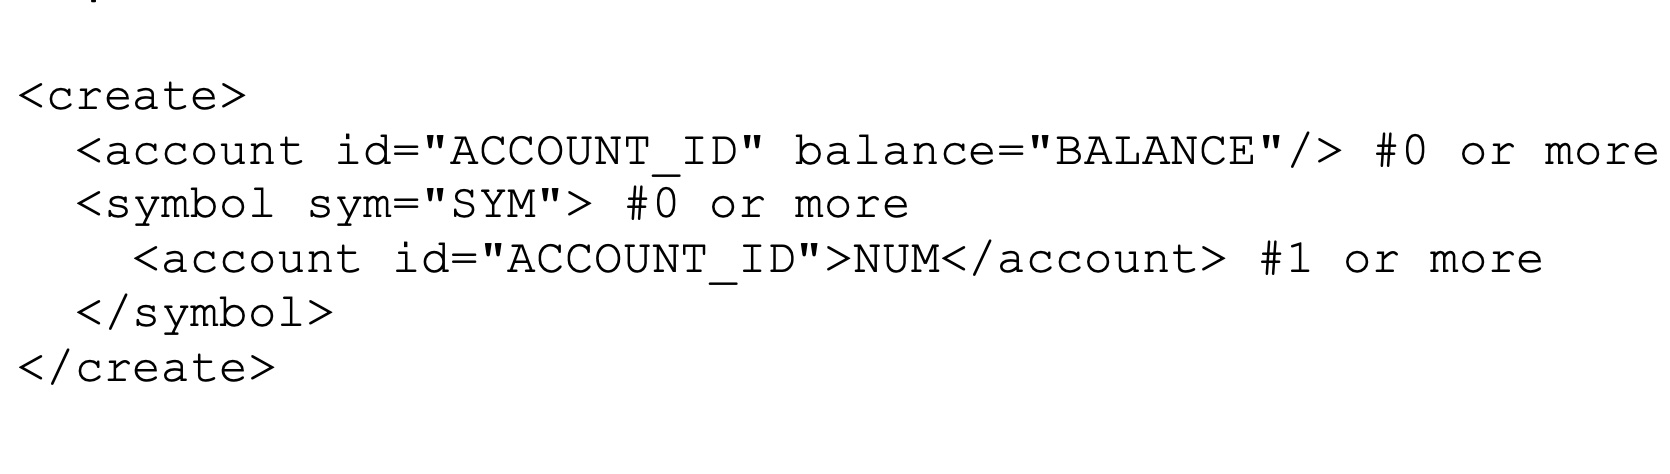 <create>
  <account id="ACCOUNT_ID" balance="BALANCE"/> #0 or more
  <symbol sym="SYM"> #0 or more
    <account id="ACCOUNT_ID">NUM</account> #1 or more
  </symbol>
</create>